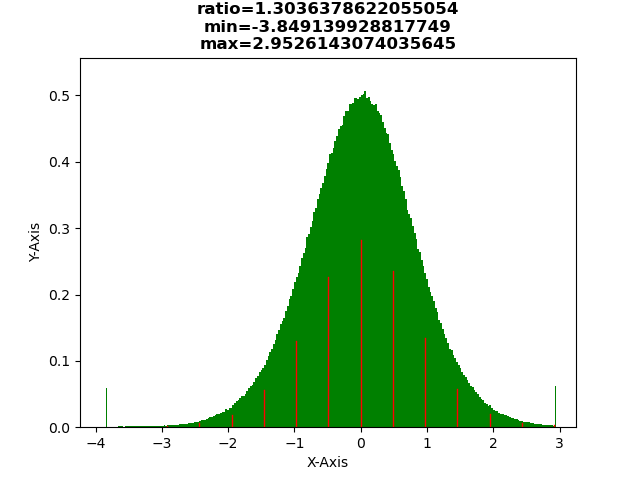 ratio=1.3036378622055054
min=-3.849139928817749
max=2.9526143074035645
0.5
0.4
0.3
0.2
0.1
0.0
Y-Axis
−4 −3 −2 −1 0 1 2 3
X-Axis